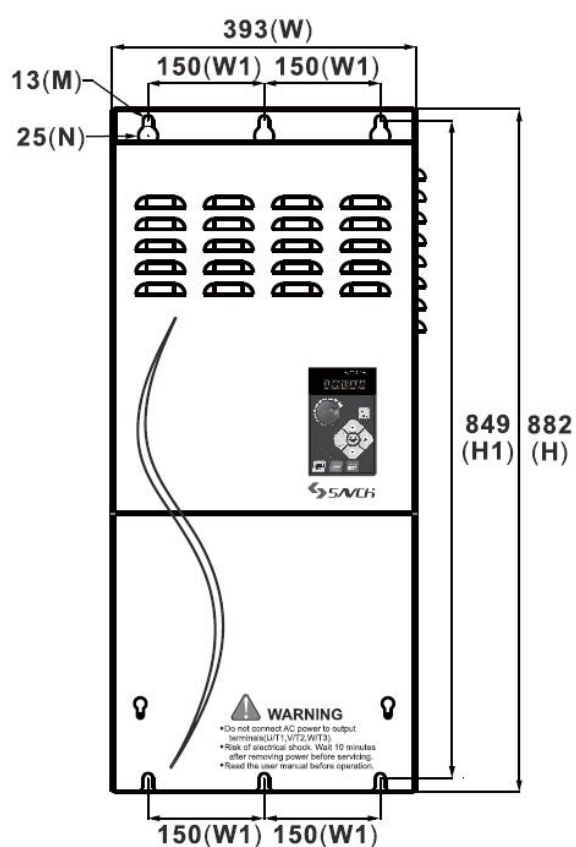 393(W)
150(W1) 150(W1)
13(M)
25(N)
849 882
(H1) (H)
SAVCH
WARNING
•Do not connect AC power to output
terminals(U/T1,V/T2,W/T3).
•Risk of electrical shock. Wait 10 minutes
after removing power before servicing.
•Read the user manual before operation.
150(W1) 150(W1)